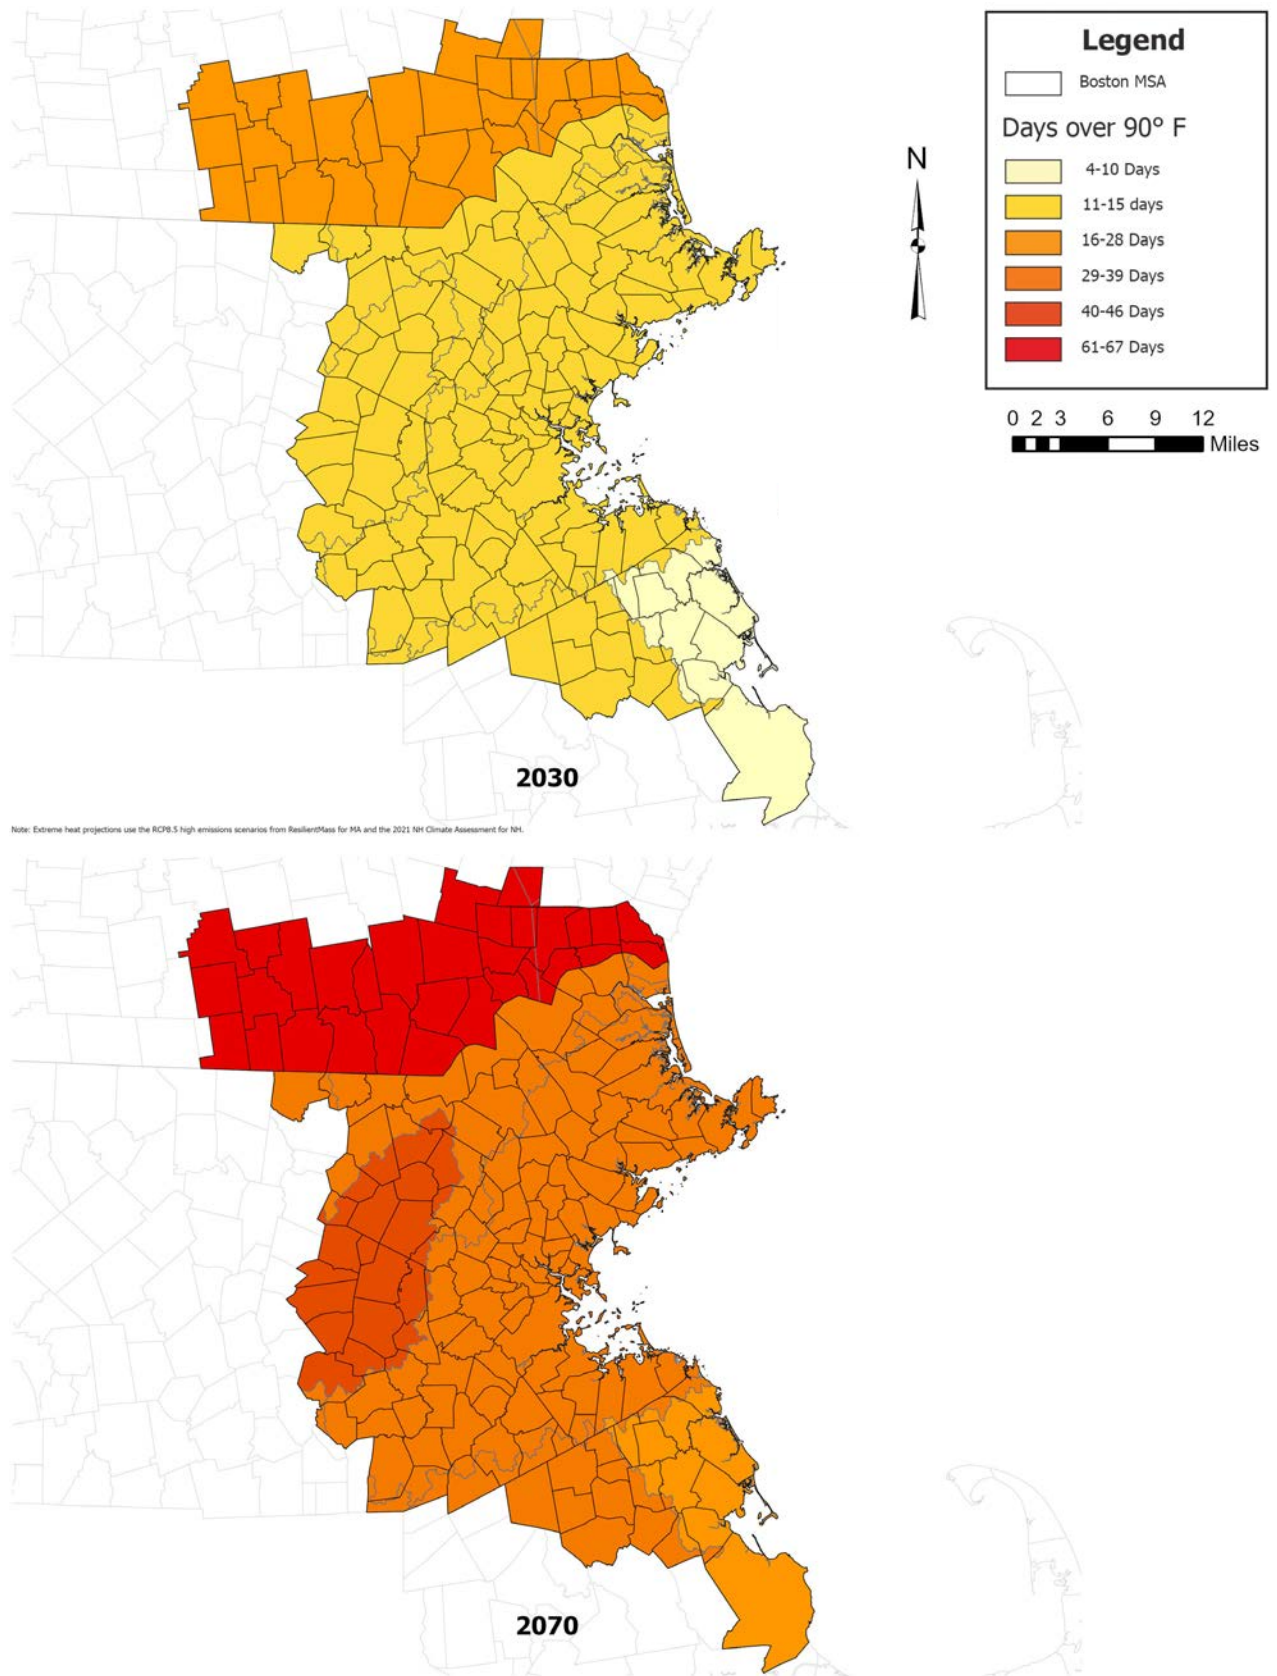 Legend
Boston MSA
Days over 90° F
4-10 Days
11-15 days
16-28 Days
29-39 Days
40-46 Days
61-67 Days
N
0 2 3 6 9 12
Miles
2030
Note: Extreme heat projections use the RCP8.5 high emissions scenarios from ResilientMass for MA and the 2021 NH Climate Assessment for NH.
2070